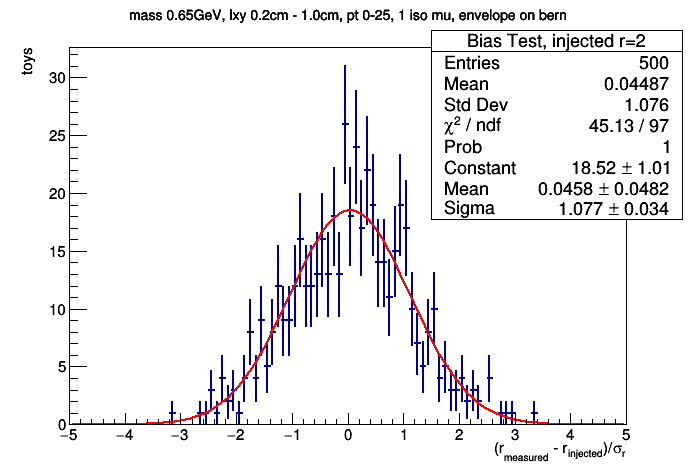 mass 0.65GeV, lxy 0.2cm - 1.0cm, pt 0-25, 1 iso mu, envelope on bern
toys
Bias Test, injected r=2
Entries 500
Mean 0.04487
Std Dev 1.076
χ² / ndf 45.13 / 97
Prob 1
Constant 18.52 ± 1.01
Mean 0.0458 ± 0.0482
Sigma 1.077 ± 0.034
30
25
20
15
10
5
0
−5 −4 −3 −2 −1 0 1 2 3 4 5
(r_measured - r_injected)/σ_r